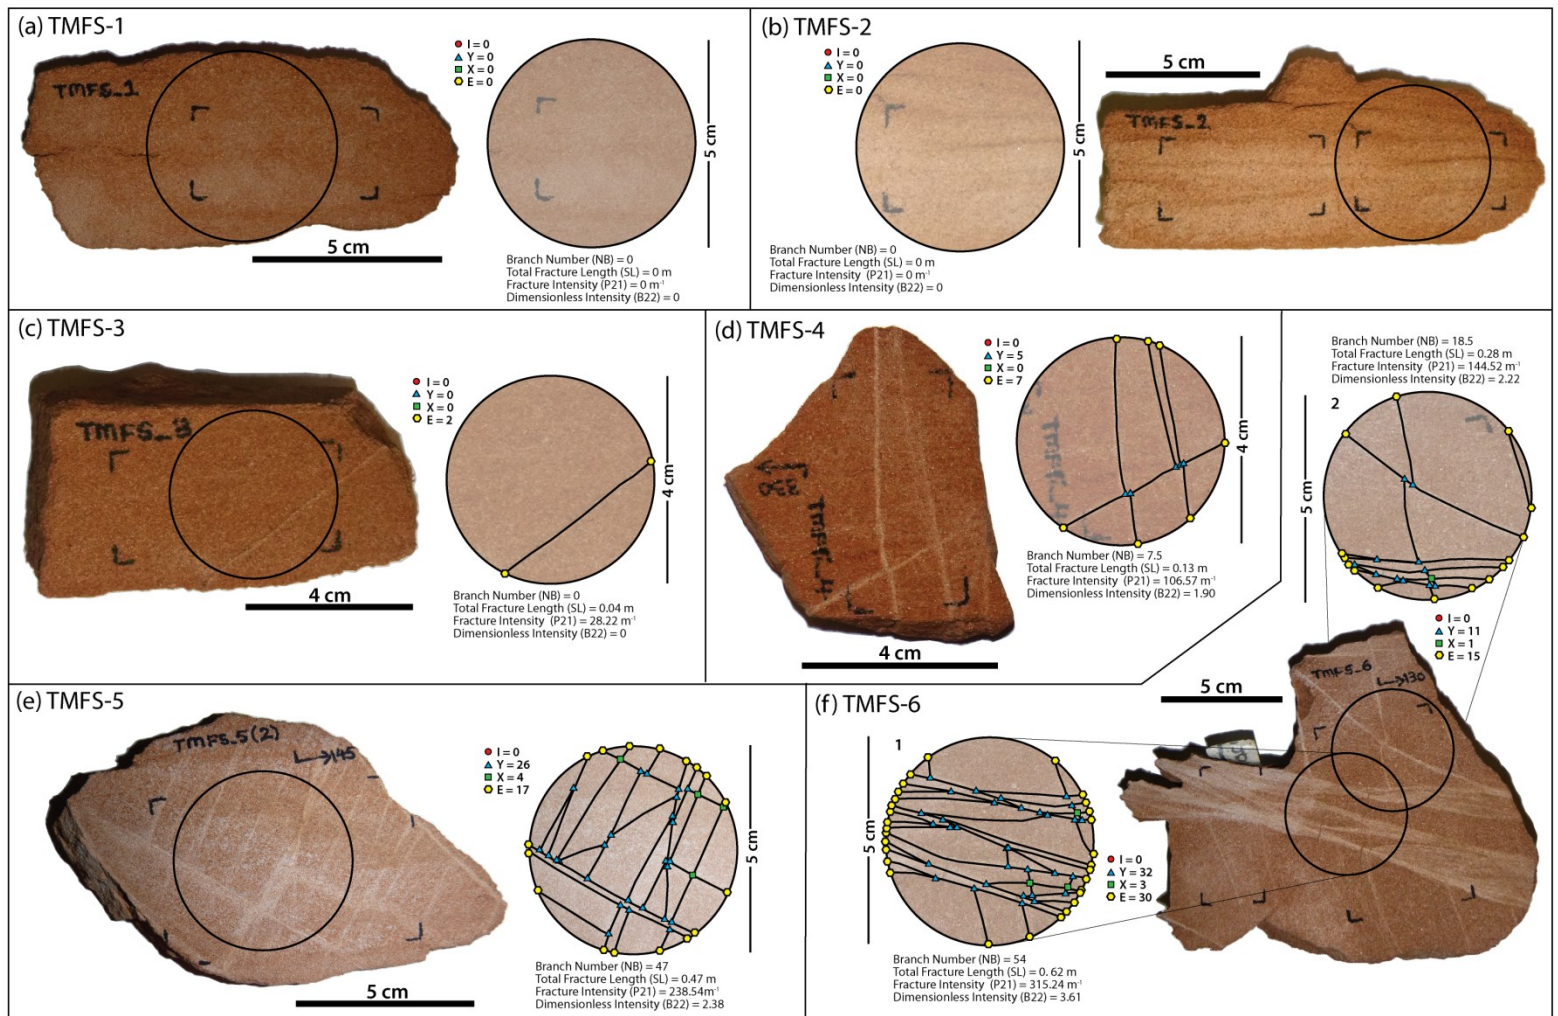 (a) TMFS-1
TMFS_1
5 cm
I = 0
Y = 0
X = 0
E = 0
5 cm
Branch Number (NB) = 0
Total Fracture Length (SL) = 0 m
Fracture Intensity (P21) = 0 m⁻¹
Dimensionless Intensity (B22) = 0
(b) TMFS-2
I = 0
Y = 0
X = 0
E = 0
5 cm
5 cm
TMFS_2
Branch Number (NB) = 0
Total Fracture Length (SL) = 0 m
Fracture Intensity (P21) = 0 m⁻¹
Dimensionless Intensity (B22) = 0
(c) TMFS-3
TMFS_3
4 cm
I = 0
Y = 0
X = 0
E = 2
4 cm
Branch Number (NB) = 0
Total Fracture Length (SL) = 0.04 m
Fracture Intensity (P21) = 28.22 m⁻¹
Dimensionless Intensity (B22) = 0
(d) TMFS-4
330
TMFS_4
4 cm
I = 0
Y = 5
X = 0
E = 7
TMFS_4
4 cm
Branch Number (NB) = 7.5
Total Fracture Length (SL) = 0.13 m
Fracture Intensity (P21) = 106.57 m⁻¹
Dimensionless Intensity (B22) = 1.90
(e) TMFS-5
TMFS_5(2)
145
5 cm
I = 0
Y = 26
X = 4
E = 17
5 cm
Branch Number (NB) = 47
Total Fracture Length (SL) = 0.47 m
Fracture Intensity (P21) = 238.54m⁻¹
Dimensionless Intensity (B22) = 2.38
Branch Number (NB) = 18.5
Total Fracture Length (SL) = 0.28 m
Fracture Intensity (P21) = 144.52 m⁻¹
Dimensionless Intensity (B22) = 2.22
2
5 cm
I = 0
Y = 11
X = 1
E = 15
(f) TMFS-6
1
5 cm
I = 0
Y = 32
X = 3
E = 30
Branch Number (NB) = 54
Total Fracture Length (SL) = 0. 62 m
Fracture Intensity (P21) = 315.24 m⁻¹
Dimensionless Intensity (B22) = 3.61
5 cm
TMFS_6
130